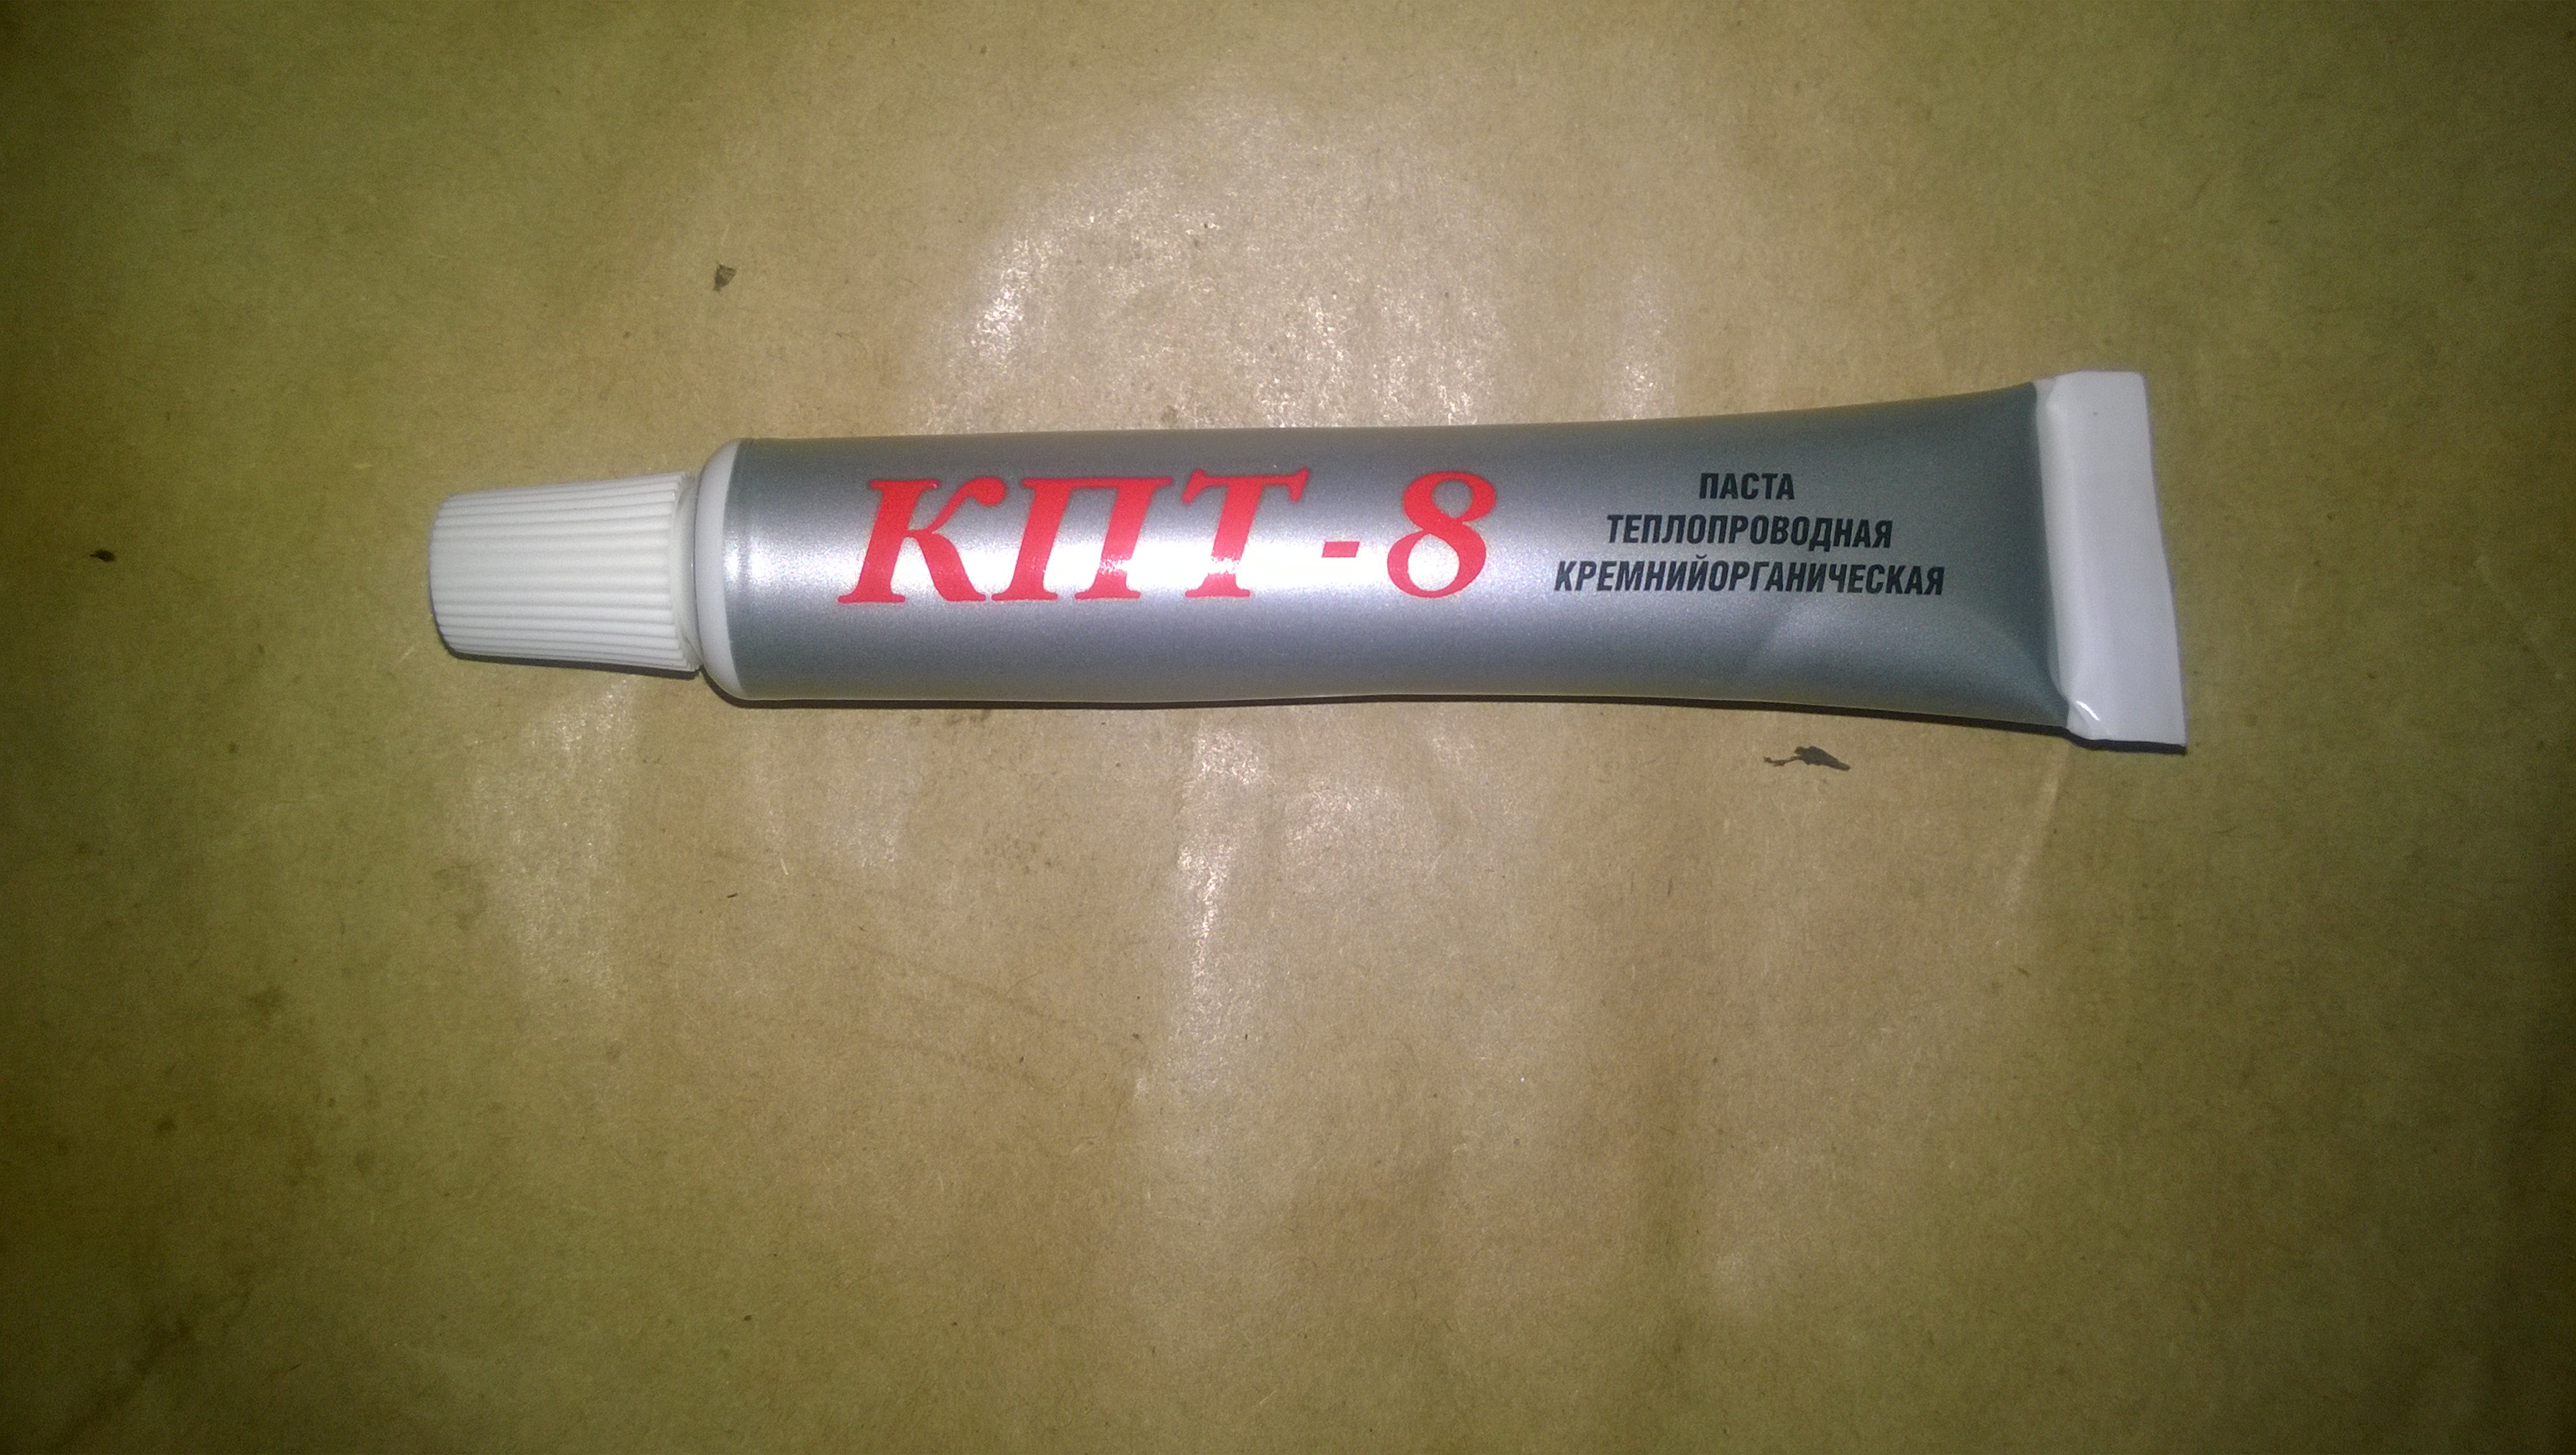 КПТ-8
ПАСТА
ТЕПЛОПРОВОДНАЯ
КРЕМНИЙОРГАНИЧЕСКАЯ